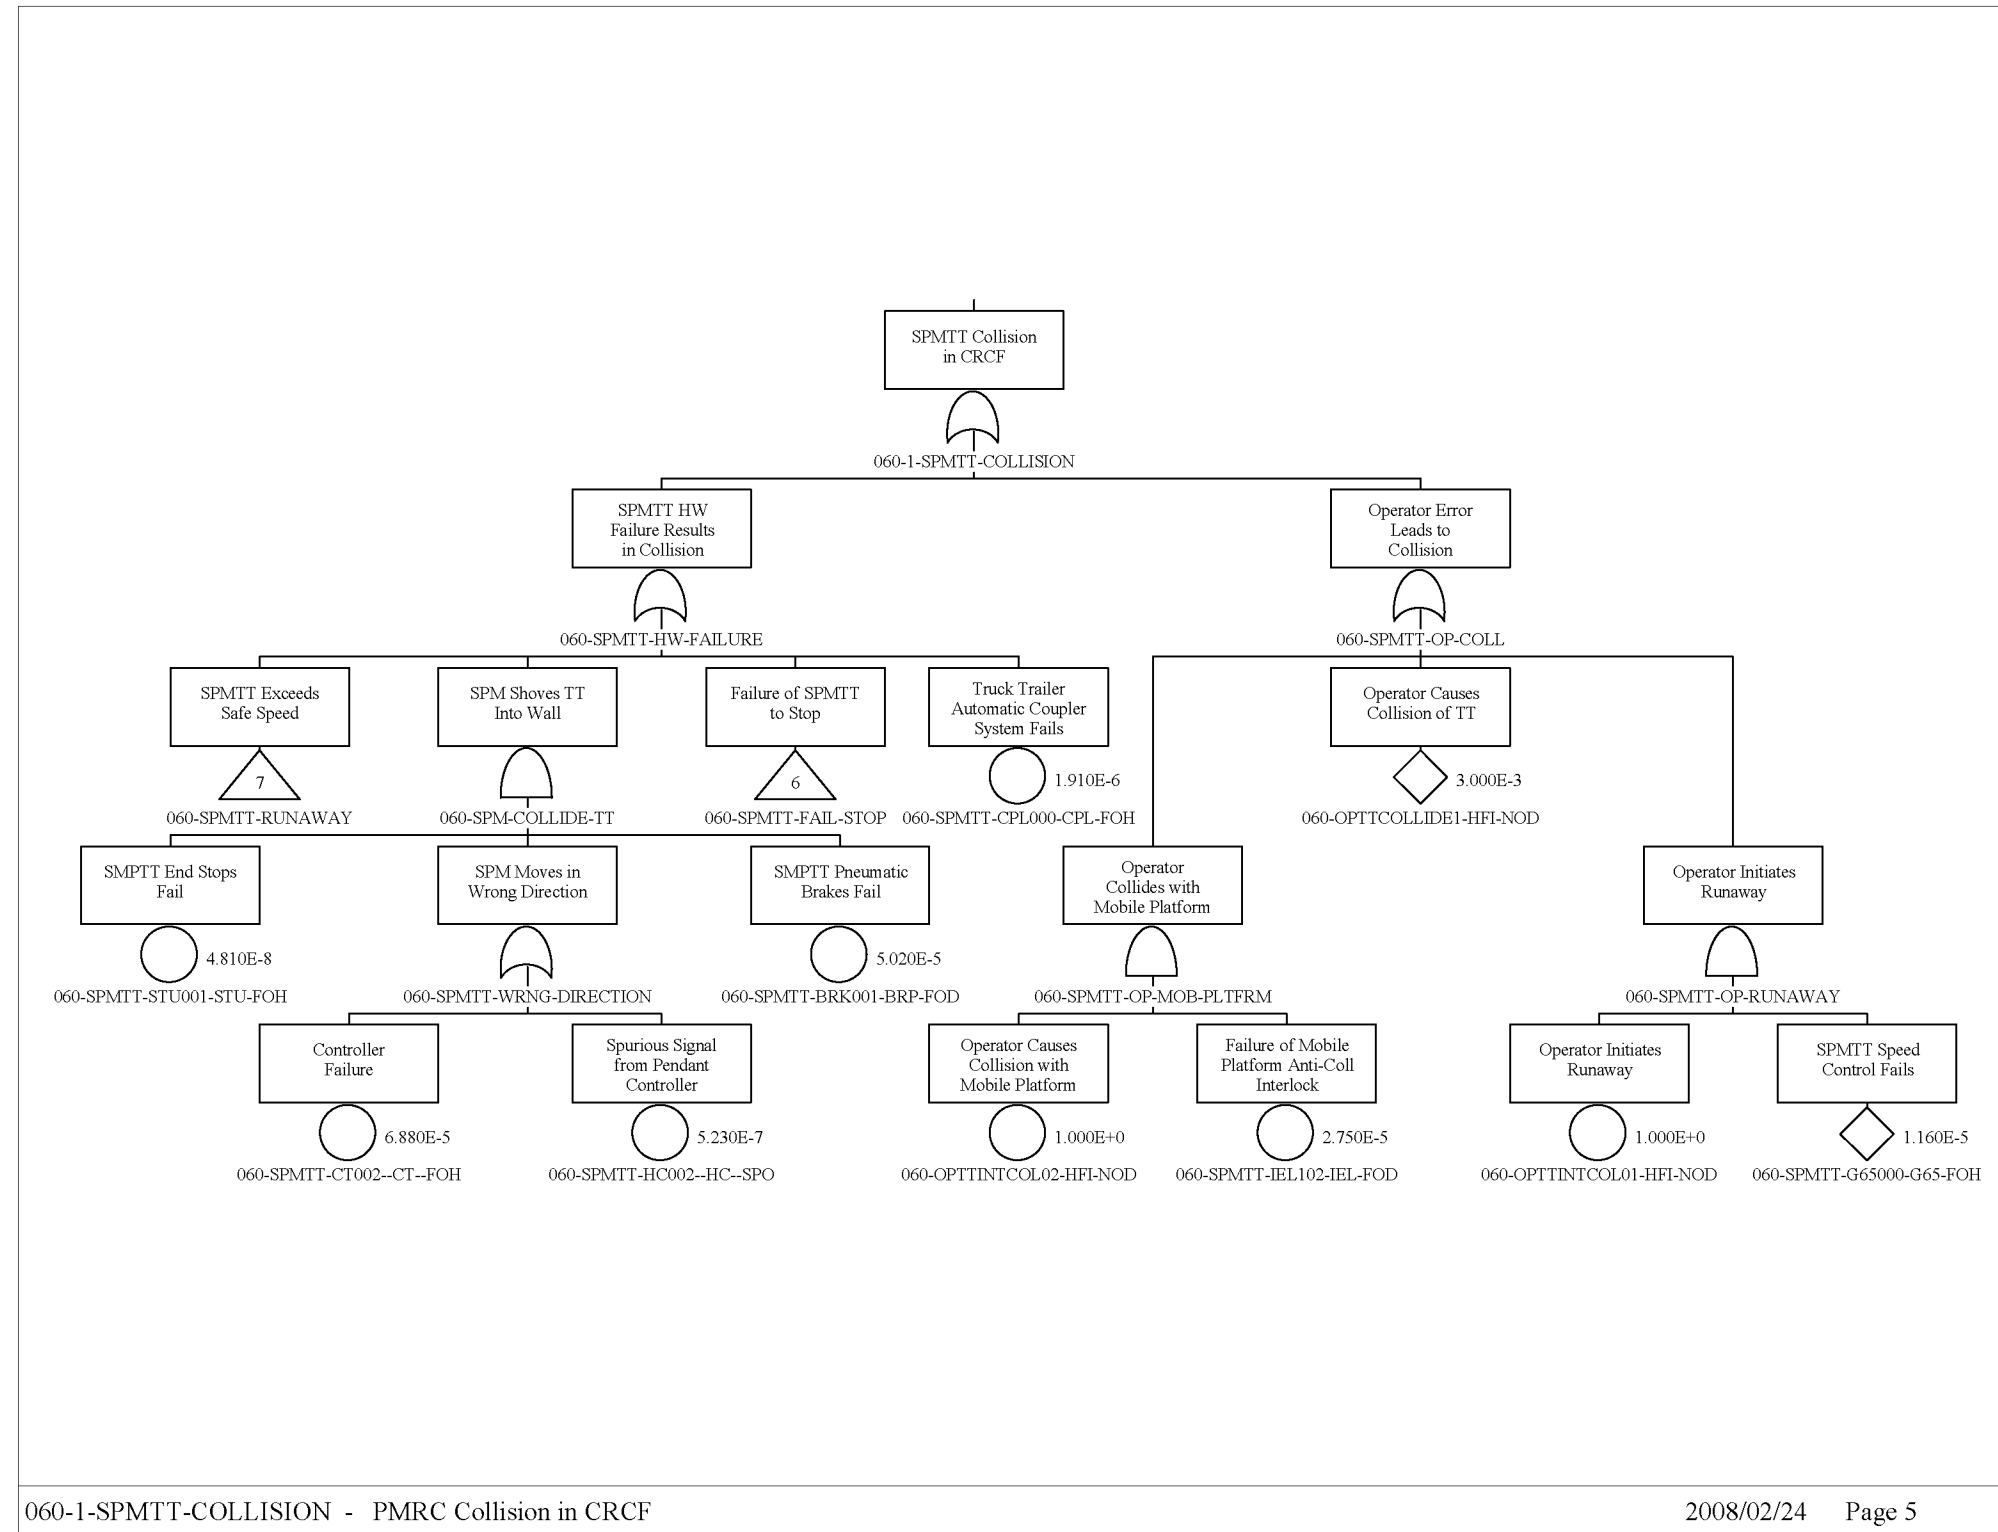 SPMTT Collision
in CRCF
060-1-SPMTT-COLLISION
SPMTT HW
Failure Results
in Collision
060-SPMTT-HW-FAILURE
Operator Error
Leads to
Collision
060-SPMTT-OP-COLL
SPMTT Exceeds
Safe Speed
7
060-SPMTT-RUNAWAY
SPM Shoves TT
Into Wall
060-SPM-COLLIDE-TT
Failure of SPMTT
to Stop
6
060-SPMTT-FAIL-STOP
Truck Trailer
Automatic Coupler
System Fails
1.910E-6
060-SPMTT-CPL000-CPL-FOH
Operator Causes
Collision of TT
3.000E-3
060-OPTTCOLLIDE1-HFI-NOD
SMPTT End Stops
Fail
4.810E-8
060-SPMTT-STU001-STU-FOH
SPM Moves in
Wrong Direction
060-SPMTT-WRNG-DIRECTION
SMPTT Pneumatic
Brakes Fail
5.020E-5
060-SPMTT-BRK001-BRP-FOD
Operator
Collides with
Mobile Platform
060-SPMTT-OP-MOB-PLTFRM
Operator Initiates
Runaway
060-SPMTT-OP-RUNAWAY
Controller
Failure
6.880E-5
060-SPMTT-CT002--CT--FOH
Spurious Signal
from Pendant
Controller
5.230E-7
060-SPMTT-HC002--HC--SPO
Operator Causes
Collision with
Mobile Platform
1.000E+0
060-OPTTINTCOL02-HFI-NOD
Failure of Mobile
Platform Anti-Coll
Interlock
2.750E-5
060-SPMTT-IEL102-IEL-FOD
Operator Initiates
Runaway
1.000E+0
060-OPTTINTCOL01-HFI-NOD
SPMTT Speed
Control Fails
1.160E-5
060-SPMTT-G65000-G65-FOH
060-1-SPMTT-COLLISION - PMRC Collision in CRCF
2008/02/24 Page 5